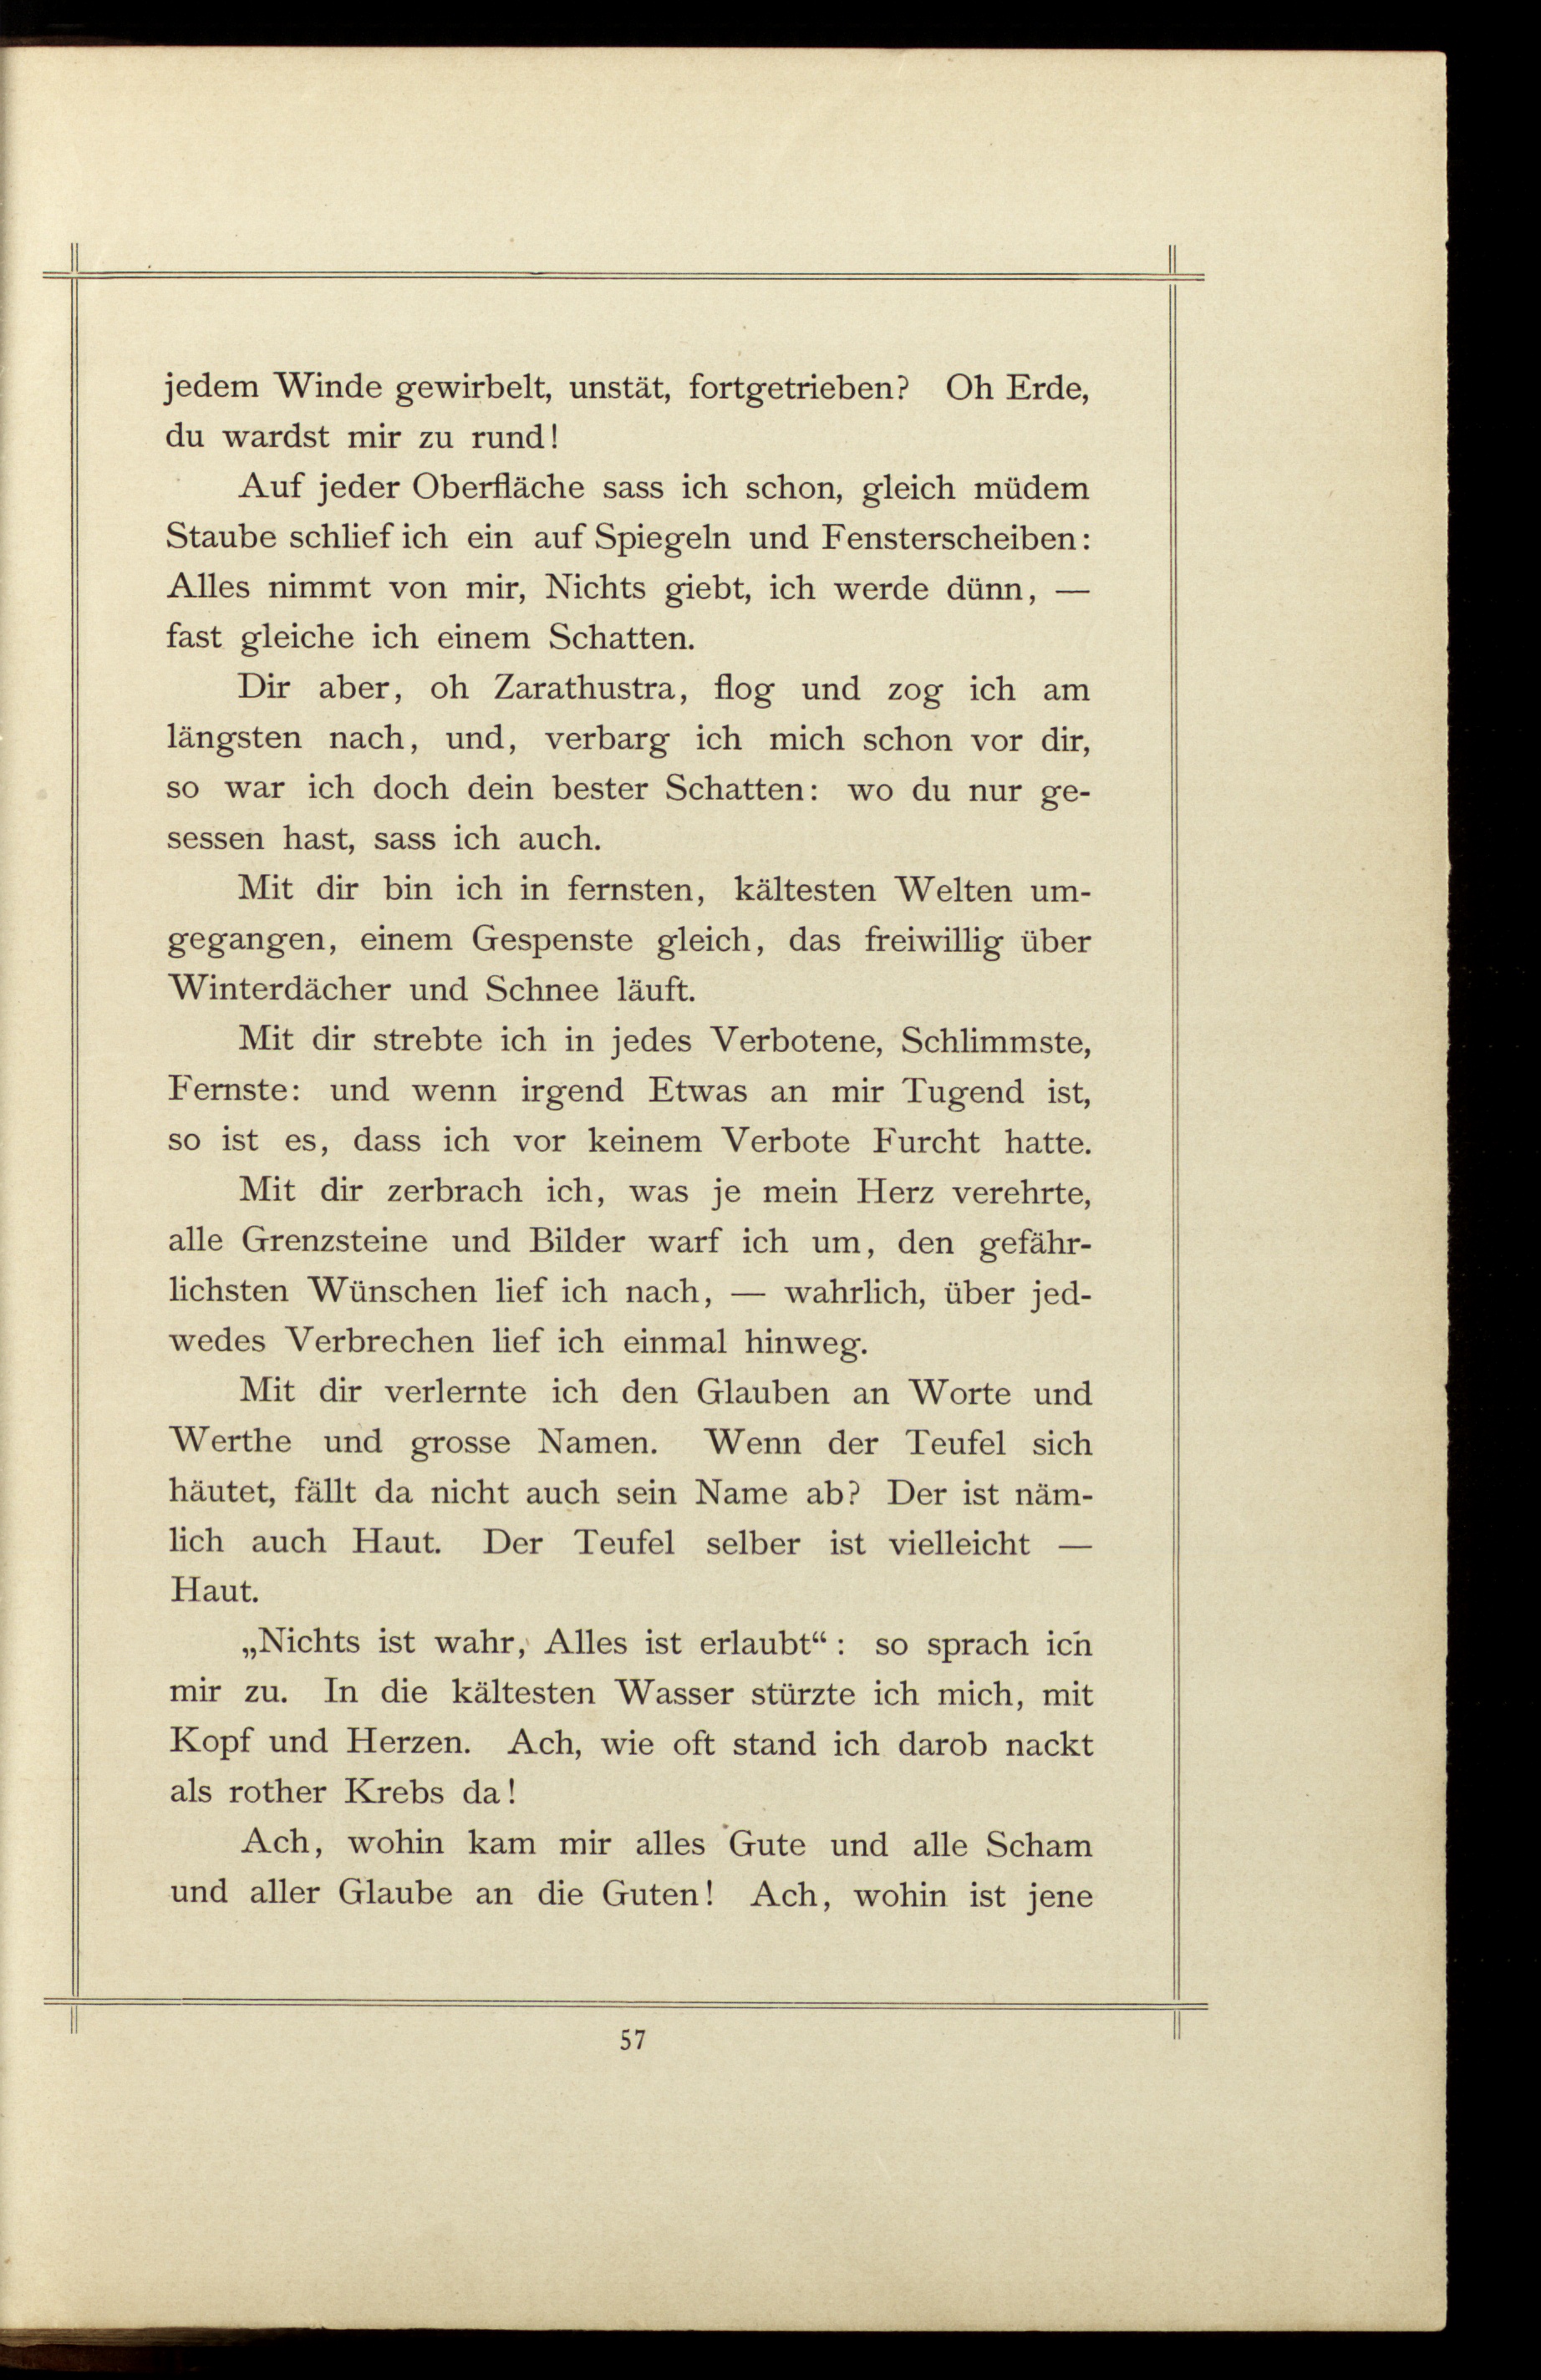 jedem Winde gewirbelt, unstät, fortgetrieben? Oh Erde,
du wardst mir zu rund!
Auf jeder Oberfläche sass ich schon, gleich müdem
Staube schlief ich ein auf Spiegeln und Fensterscheiben:
Alles nimmt von mir, Nichts giebt, ich werde dünn, —
fast gleiche ich einem Schatten.
Dir aber, oh Zarathustra, flog und zog ich am
längsten nach, und, verbarg ich mich schon vor dir,
so war ich doch dein bester Schatten: wo du nur ge-
sessen hast, sass ich auch.
Mit dir bin ich in fernsten, kältesten Welten um-
gegangen, einem Gespenste gleich, das freiwillig über
Winterdächer und Schnee läuft.
Mit dir strebte ich in jedes Verbotene, Schlimmste,
Fernste: und wenn irgend Etwas an mir Tugend ist,
so ist es, dass ich vor keinem Verbote Furcht hatte.
Mit dir zerbrach ich, was je mein Herz verehrte,
alle Grenzsteine und Bilder warf ich um, den gefähr-
lichsten Wünschen lief ich nach, — wahrlich, über jed-
wedes Verbrechen lief ich einmal hinweg.
Mit dir verlernte ich den Glauben an Worte und
Werthe und grosse Namen. Wenn der Teufel sich
häutet, fällt da nicht auch sein Name ab? Der ist näm-
lich auch Haut. Der Teufel selber ist vielleicht —
Haut.
„Nichts ist wahr, Alles ist erlaubt“: so sprach ich
mir zu. In die kältesten Wasser stürzte ich mich, mit
Kopf und Herzen. Ach, wie oft stand ich darob nackt
als rother Krebs da!
Ach, wohin kam mir alles Gute und alle Scham
und aller Glaube an die Guten! Ach, wohin ist jene
57